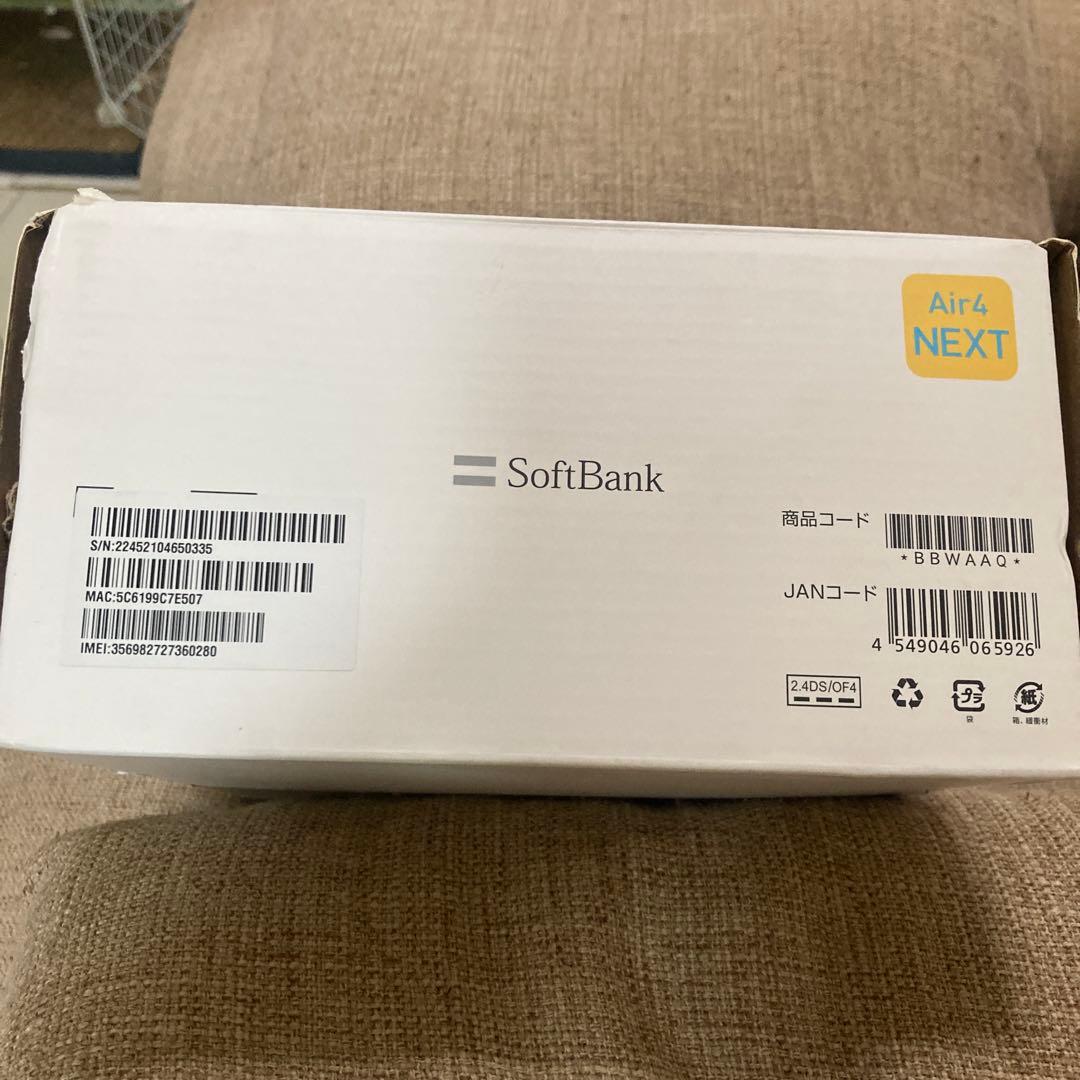 Air4
NEXT
SoftBank
S/N:22452104650335
MAC:5C6199C7E507
IMEI:356982727360280
商品コード
*BBWAAQ*
JANコード
4 549046 065926
2.4DS/OF4
プラ
袋
紙
箱、緩衝材